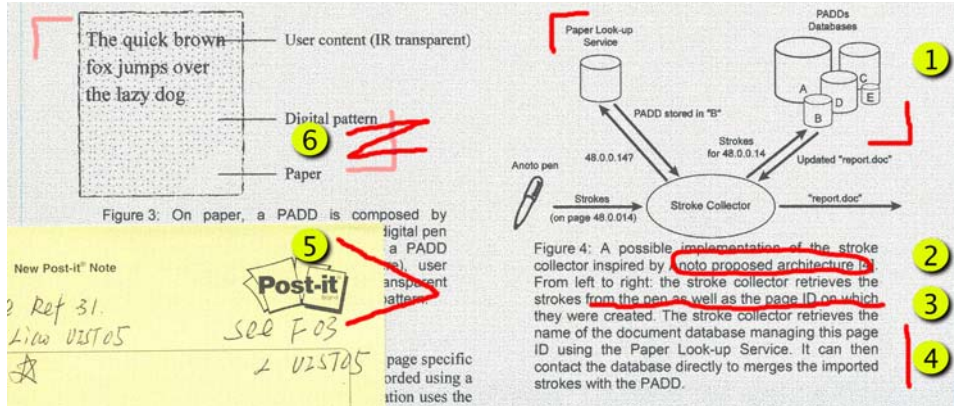 The quick brown
fox jumps over
the lazy dog
User content (IR transparent)
Digital pattern
Paper
6
Figure 3: On paper, a PADD is composed by
digital pen
a PADD
user
5
New Post-it® Note
Post-it
Ref 31.
UIST05
see F03
UIST05
page specific
orded using a
ation uses the
Paper Look-up
Service
PADDs
Databases
A
C
D
E
B
1
PADD stored in "B"
48.0.0.147
Strokes
for 48.0.0.14
Updated "report.doc"
Anoto pen
Strokes
(on page 48.0.014)
Stroke Collector
"report.doc"
Figure 4: A possible implementation of the stroke
collector inspired by Anoto proposed architecture [4].
From left to right: the stroke collector retrieves the
strokes from the pen as well as the page ID on which
they were created. The stroke collector retrieves the
name of the document database managing this page
ID using the Paper Look-up Service. It can then
contact the database directly to merges the imported
strokes with the PADD.
2
3
4